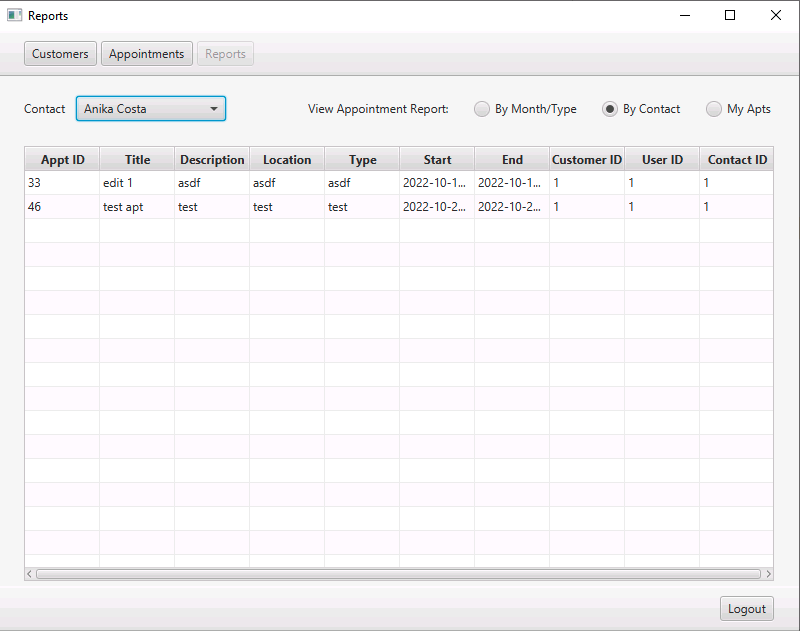 Reports
Customers Appointments Reports
Contact Anika Costa View Appointment Report: By Month/Type By Contact My Apts
Appt ID Title Description Location Type Start End Customer ID User ID Contact ID
33 edit 1 asdf asdf asdf 2022-10-1... 2022-10-1... 1 1 1
46 test apt test test test 2022-10-2... 2022-10-2... 1 1 1
Logout